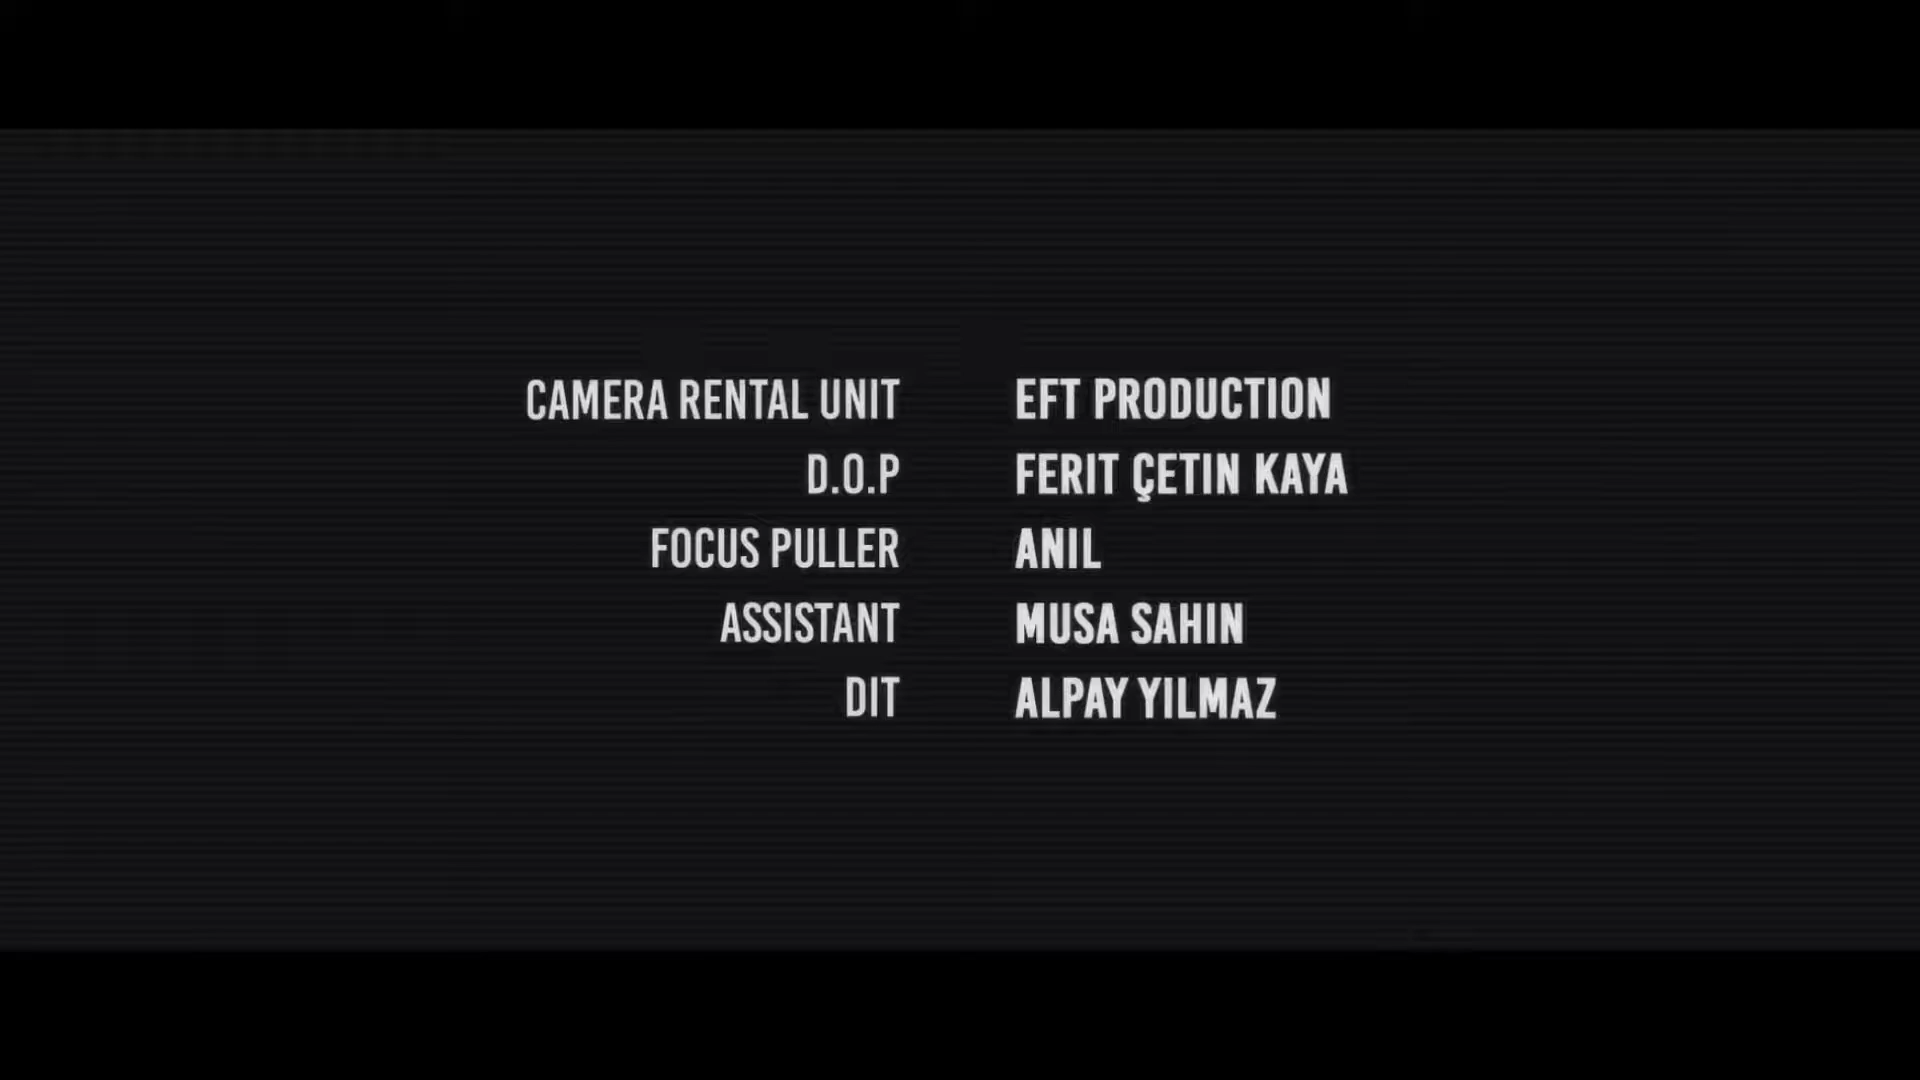 CAMERA RENTAL UNIT EFT PRODUCTION
D.O.P FERIT ÇETIN KAYA
FOCUS PULLER ANIL
ASSISTANT MUSA SAHIN
DIT ALPAY YILMAZ